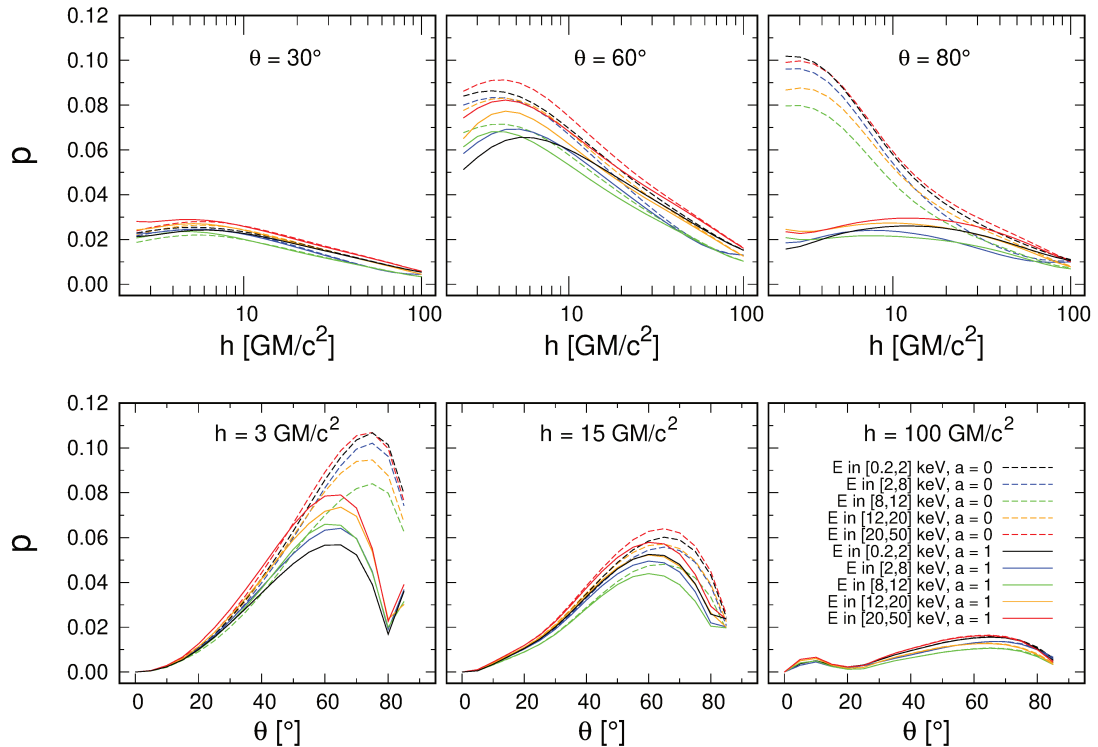 0.12
0.10
0.08
0.06
0.04
0.02
0.00
p
θ = 30°
θ = 60°
θ = 80°
10 100
10 100
10 100
h [GM/c²]
h [GM/c²]
h [GM/c²]
0.12
0.10
0.08
0.06
0.04
0.02
0.00
p
h = 3 GM/c²
h = 15 GM/c²
h = 100 GM/c²
E in [0.2,2] keV, a = 0
E in [2,8] keV, a = 0
E in [8,12] keV, a = 0
E in [12,20] keV, a = 0
E in [20,50] keV, a = 0
E in [0.2,2] keV, a = 1
E in [2,8] keV, a = 1
E in [8,12] keV, a = 1
E in [12,20] keV, a = 1
E in [20,50] keV, a = 1
0 20 40 60 80
0 20 40 60 80
0 20 40 60 80
θ [°]
θ [°]
θ [°]